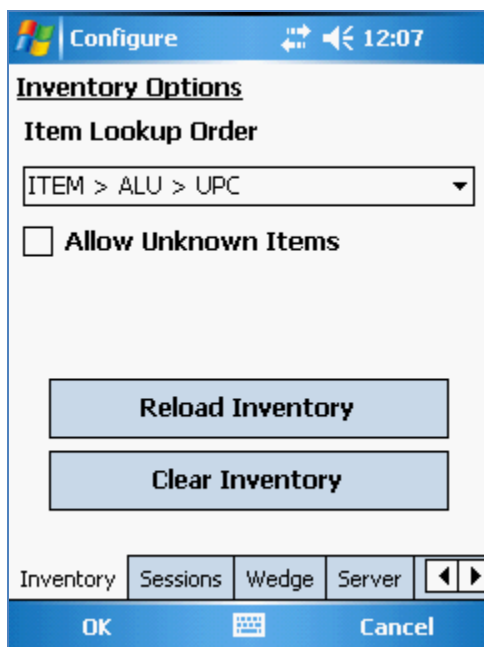 Configure 12:07
Inventory Options
Item Lookup Order
ITEM > ALU > UPC
Allow Unknown Items
Reload Inventory
Clear Inventory
Inventory Sessions Wedge Server
OK Cancel